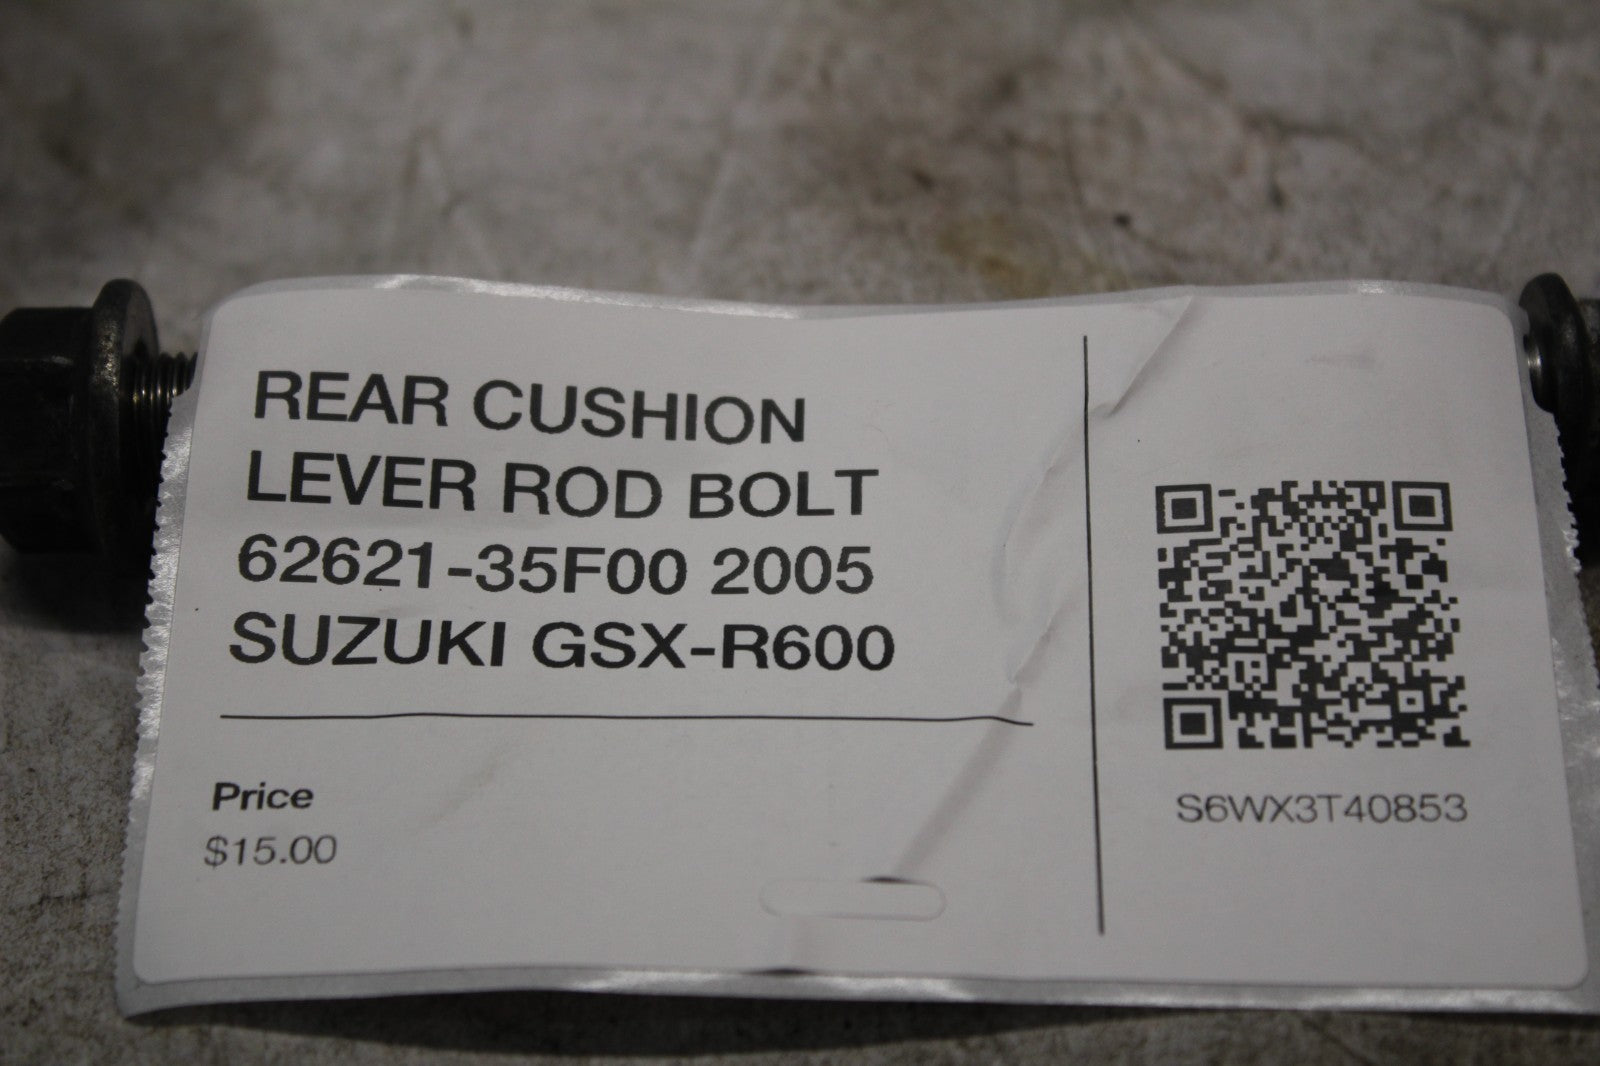 REAR CUSHION
LEVER ROD BOLT
62621-35F00 2005
SUZUKI GSX-R600
Price
$15.00
S6WX3T40853